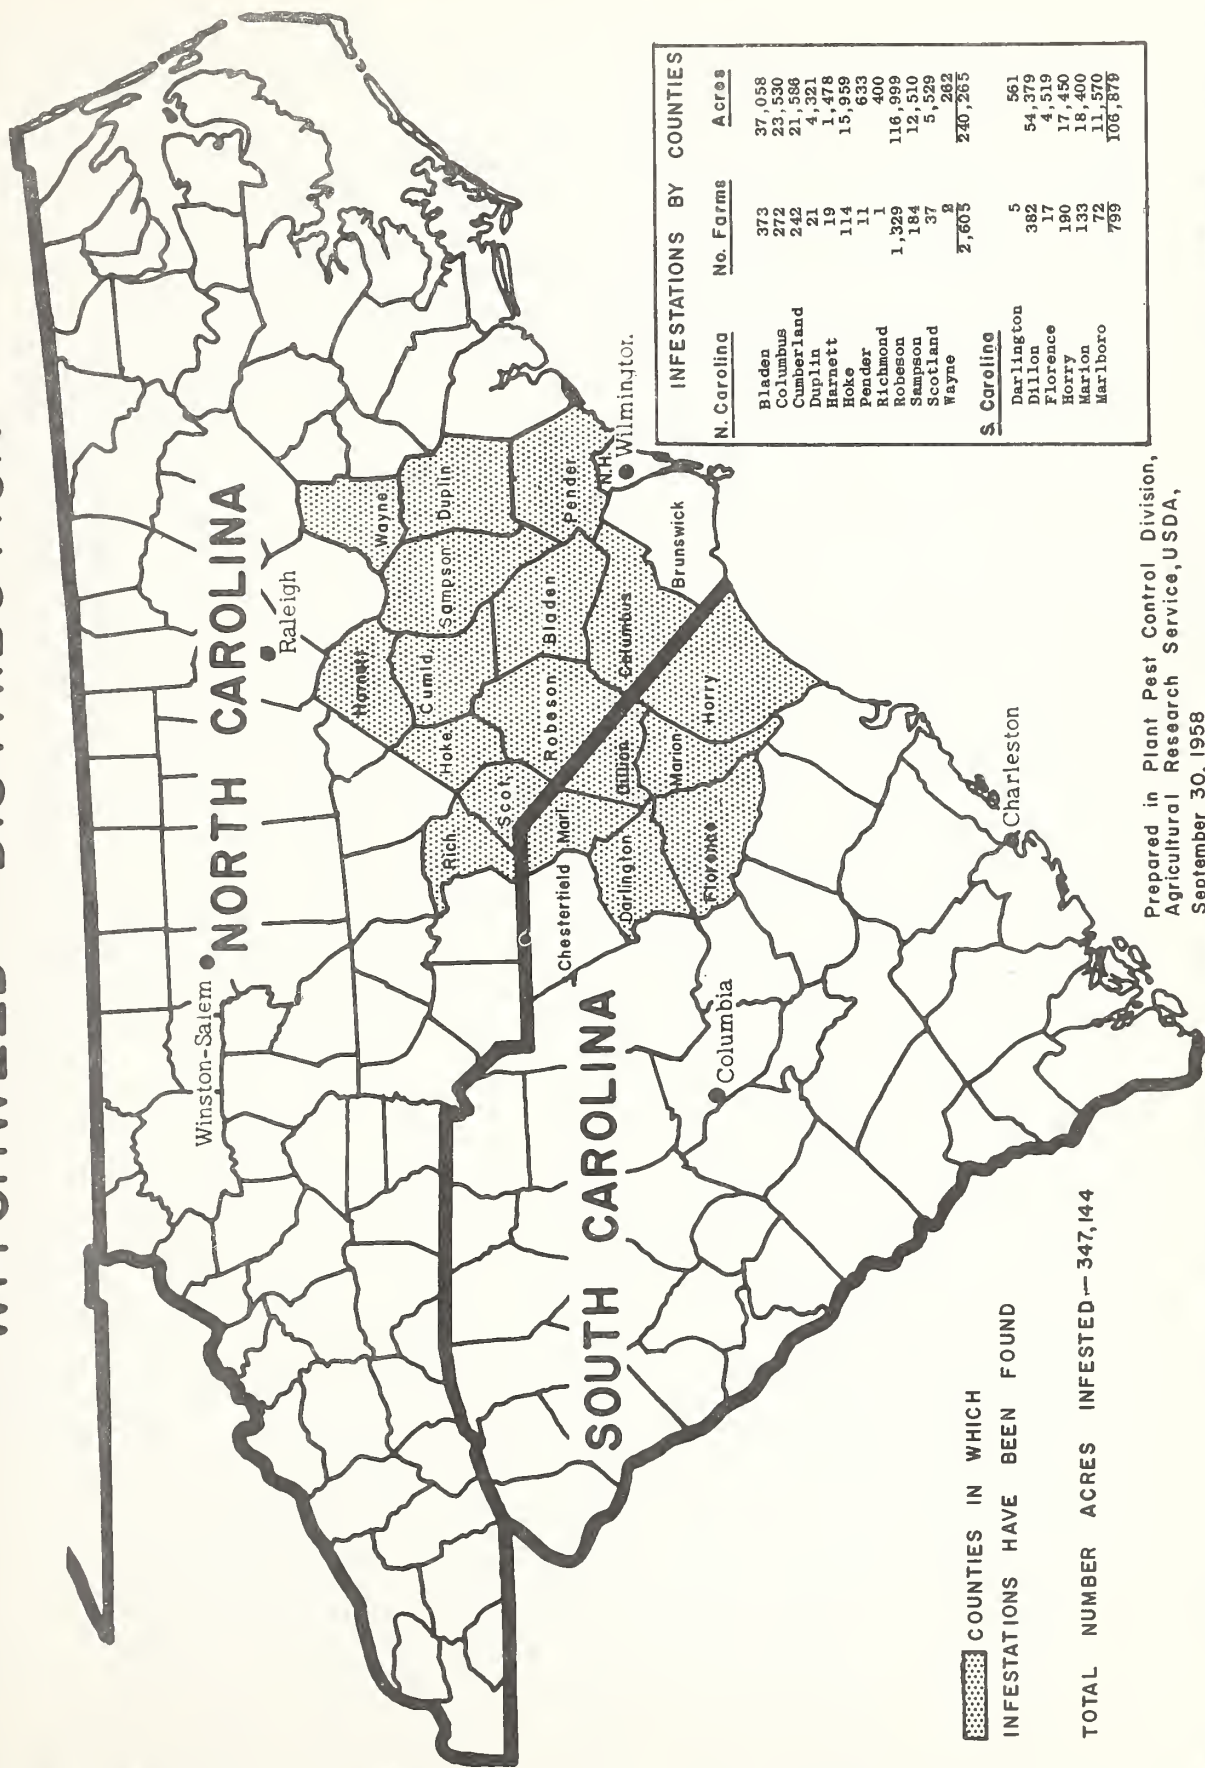 NORTH CAROLINA
SOUTH CAROLINA
Winston-Salem
Raleigh
Wilmington.
Columbia
Charleston
Wayne
Duplin
Pender
N.H.
Sampson
Harnett
Cumld
Bladen
Columbus
Brunswick
Hoke
Robeson
Scot.
Rich
Marl
Dillon
Marion
Horry
Chesterfield
Darlington
Florence
INFESTATIONS BY COUNTIES
N. Carolina No. Farms Acres
Bladen 373 37,058
Columbus 272 23,530
Cumberland 242 21,586
Duplin 21 4,321
Harnett 19 1,478
Hoke 114 15,959
Pender 11 633
Richmond 1 400
Robeson 1,329 116,999
Sampson 184 12,510
Scotland 37 5,529
Wayne 2 262
2,605 240,265
S. Carolina
Darlington 5 561
Dillon 382 54,379
Florence 17 4,519
Horry 190 17,450
Marion 133 18,400
Marlboro 72 11,570
799 106,879
COUNTIES IN WHICH
INFESTATIONS HAVE BEEN FOUND
TOTAL NUMBER ACRES INFESTED—347,144
Prepared in Plant Pest Control Division,
Agricultural Research Service, USDA,
September 30, 1958